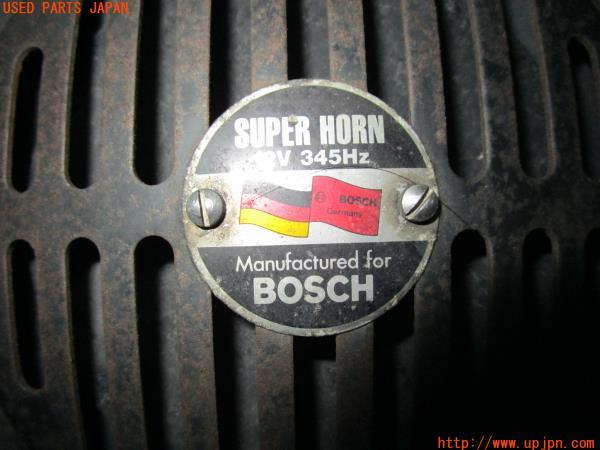 USED PARTS JAPAN
SUPER HORN
12V 345Hz
BOSCH
Germany
Manufactured for
BOSCH
http://www.upjpn.com